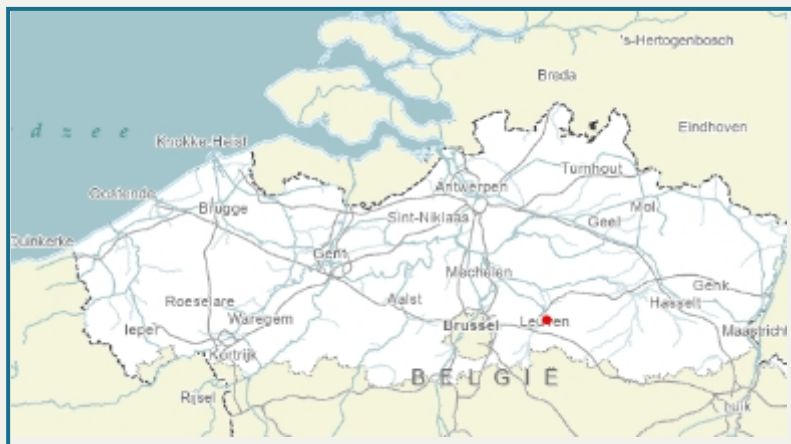 's-Hertogenbosch
Breda
d z e e
Eindhoven
Knokke-Heist
Turnhout
Antwerpen
Oostende
Brugge
Mol
Sint-Niklaas
Geel
Duinkerke
Gent
Mechelen
Genk
Aalst
Hasselt
Roeselare
Waregem
Leuven
Ieper
Brussel
Maastricht
Kortrijk
BELGIË
Rijsel
Luik